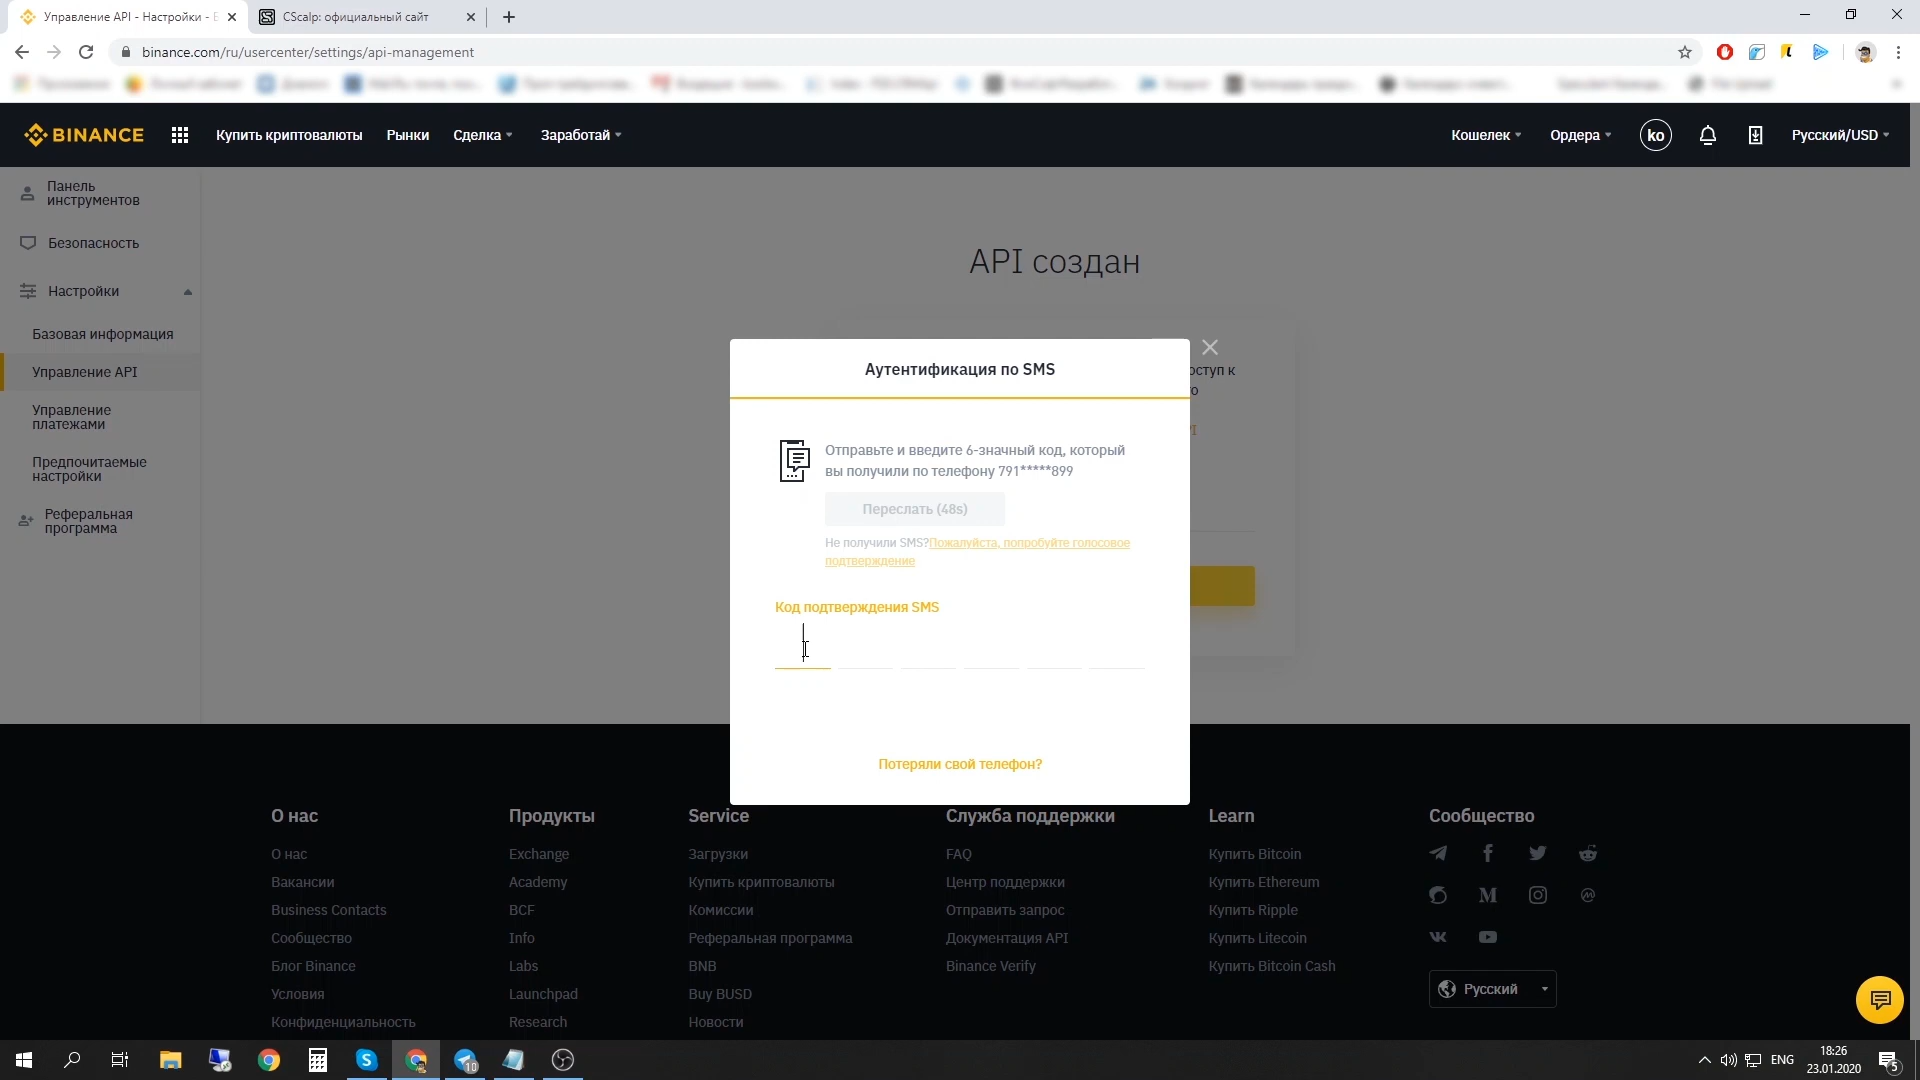 Управление API - Настройки - B
CScalp: официальный сайт
binance.com/ru/usercenter/settings/api-management
BINANCE
Купить криптовалюты
Рынки
Сделка
Заработай
Кошелек
Ордера
ko
Русский/USD
Панель
инструментов
Безопасность
Настройки
Базовая информация
Управление API
Управление
платежами
Предпочитаемые
настройки
Реферальная
программа
API создан
оступ к
о
PI
Аутентификация по SMS
Отправьте и введите 6-значный код, который
вы получили по телефону 791*****899
Переслать (48s)
Не получили SMS?Пожалуйста, попробуйте голосовое
подтверждение
Код подтверждения SMS
Потеряли свой телефон?
О нас
О нас
Вакансии
Business Contacts
Сообщество
Блог Binance
Условия
Конфиденциальность
Продукты
Exchange
Academy
BCF
Info
Labs
Launchpad
Research
Service
Загрузки
Купить криптовалюты
Комиссии
Реферальная программа
BNB
Buy BUSD
Новости
Служба поддержки
FAQ
Центр поддержки
Отправить запрос
Документация API
Binance Verify
Learn
Купить Bitcoin
Купить Ethereum
Купить Ripple
Купить Litecoin
Купить Bitcoin Cash
Сообщество
Русский
10
ENG
18:26
23.01.2020
5